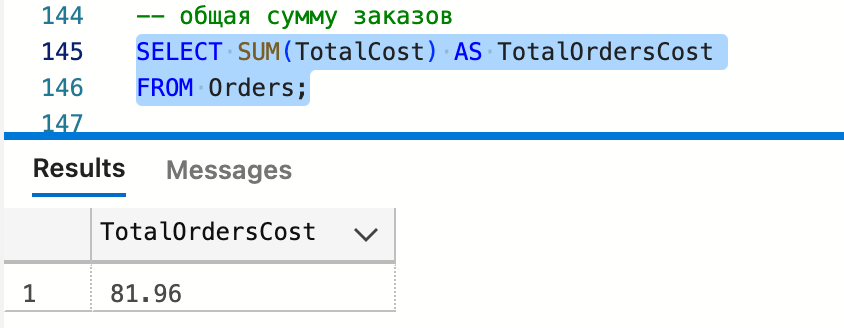 144 -- общая сумму заказов
145 SELECT SUM(TotalCost) AS TotalOrdersCost
146 FROM Orders;
147
Results Messages
TotalOrdersCost
1 81.96